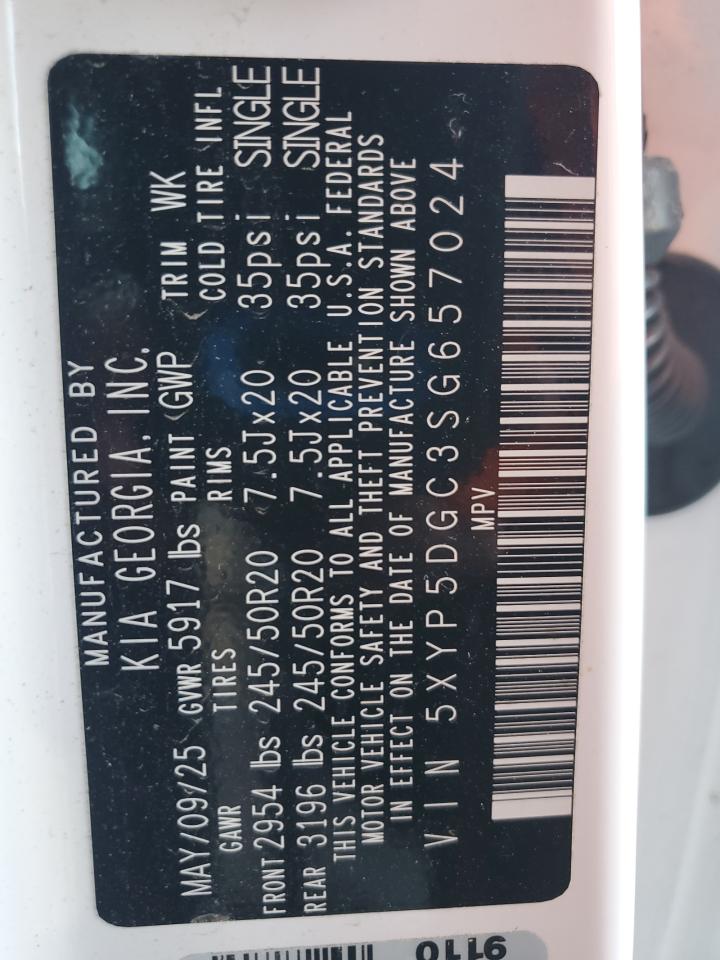 MANUFACTURED BY
KIA GEORGIA, INC.
MAY/09/25 GVWR 5917 lbs PAINT GWP TRIM WK
GAWR TIRES RIMS COLD TIRE INFL
FRONT 2954 lbs 245/50R20 7.5Jx20 35psi SINGLE
REAR 3196 lbs 245/50R20 7.5Jx20 35psi SINGLE
THIS VEHICLE CONFORMS TO ALL APPLICABLE U.S.A. FEDERAL
MOTOR VEHICLE SAFETY AND THEFT PREVENTION STANDARDS
IN EFFECT ON THE DATE OF MANUFACTURE SHOWN ABOVE
VIN 5XYP5DGC3SG657024
MPV
9110